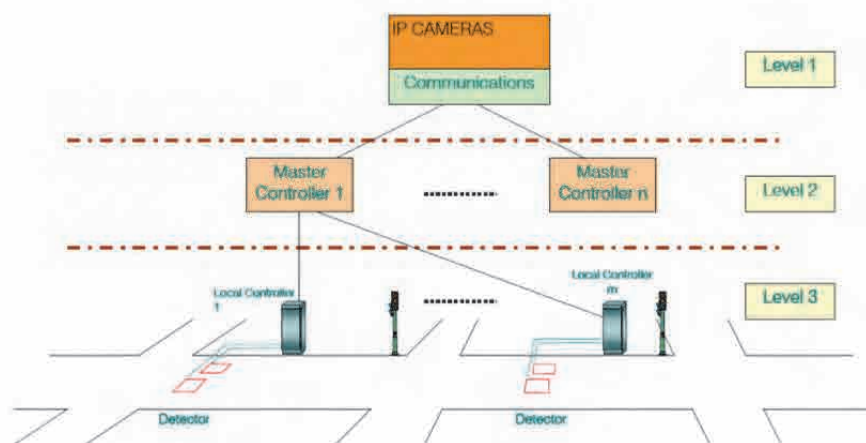 IP CAMERAS
Communications
Level 1
Master
Controller 1
Master
Controller n
Level 2
Local Controller
1
Local Controller
m
Level 3
Detector
Detector